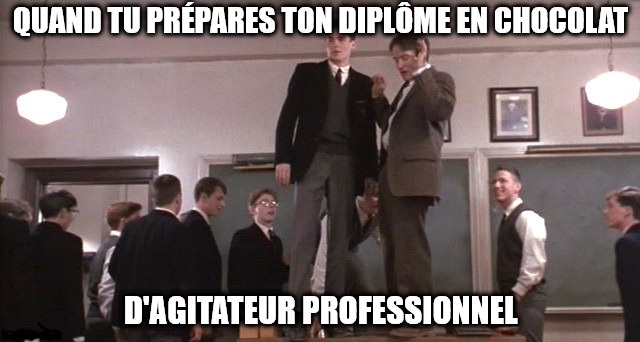 QUAND TU PRÉPARES TON DIPLÔME EN CHOCOLAT
D'AGITATEUR PROFESSIONNEL